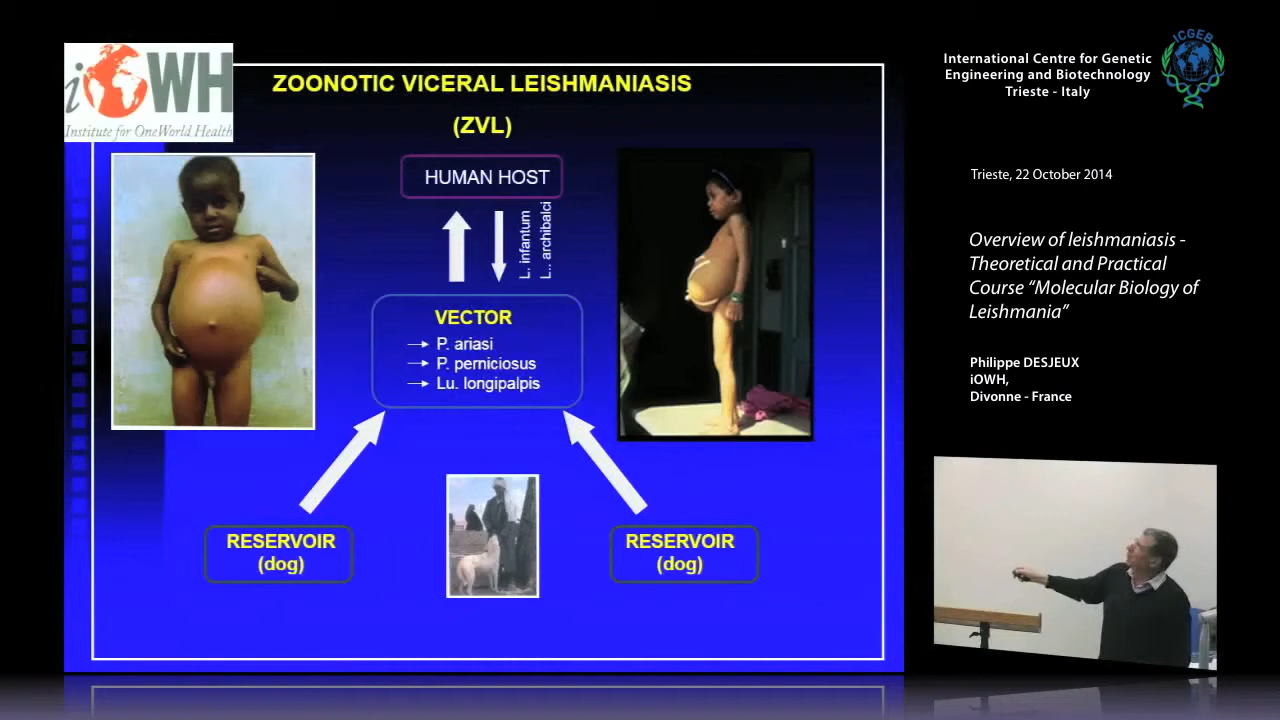 iOWH
Institute for OneWorld Health
ZOONOTIC VICERAL LEISHMANIASIS
(ZVL)
HUMAN HOST
L. infantum
L.. archibalci
VECTOR
P. ariasi
P. perniciosus
Lu. longipalpis
RESERVOIR
(dog)
RESERVOIR
(dog)
International Centre for Genetic
Engineering and Biotechnology
Trieste - Italy
ICGEB
Trieste, 22 October 2014
Overview of leishmaniasis -
Theoretical and Practical
Course “Molecular Biology of
Leishmania”
Philippe DESJEUX
iOWH,
Divonne - France